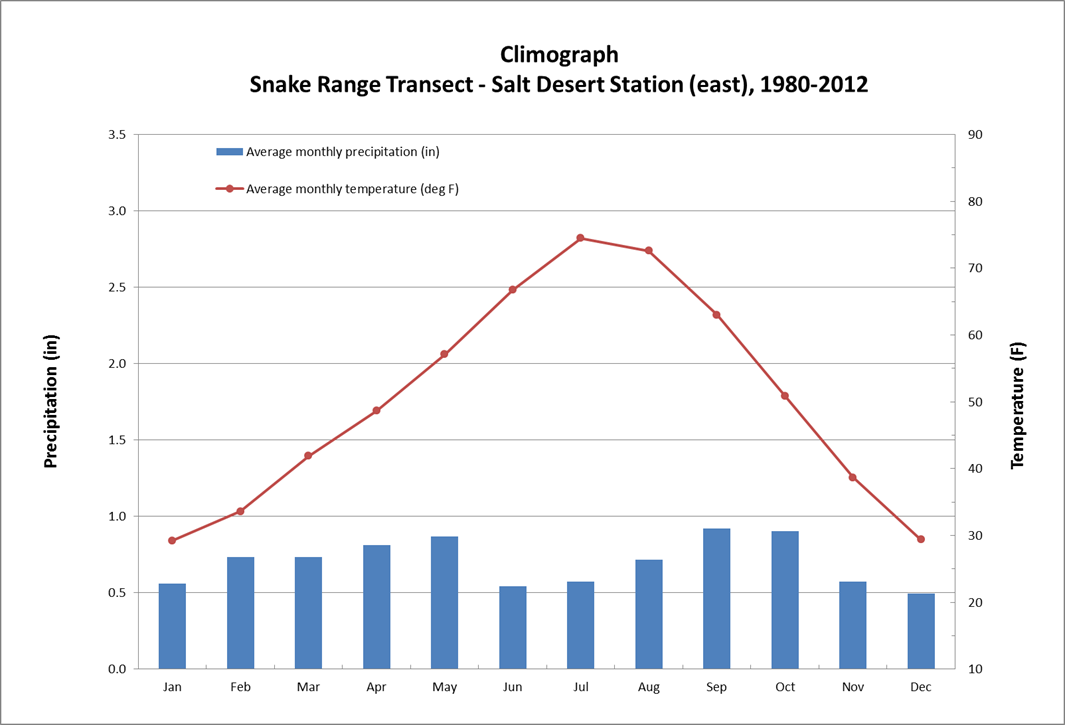 Climograph
Snake Range Transect - Salt Desert Station (east), 1980-2012
Average monthly precipitation (in)
Average monthly temperature (deg F)
Precipitation (in)
3.5
3.0
2.5
2.0
1.5
1.0
0.5
0.0
90
80
70
60
50
40
30
20
10
Temperature (F)
Jan Feb Mar Apr May Jun Jul Aug Sep Oct Nov Dec